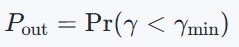 P_out = Pr(γ < γ_min)